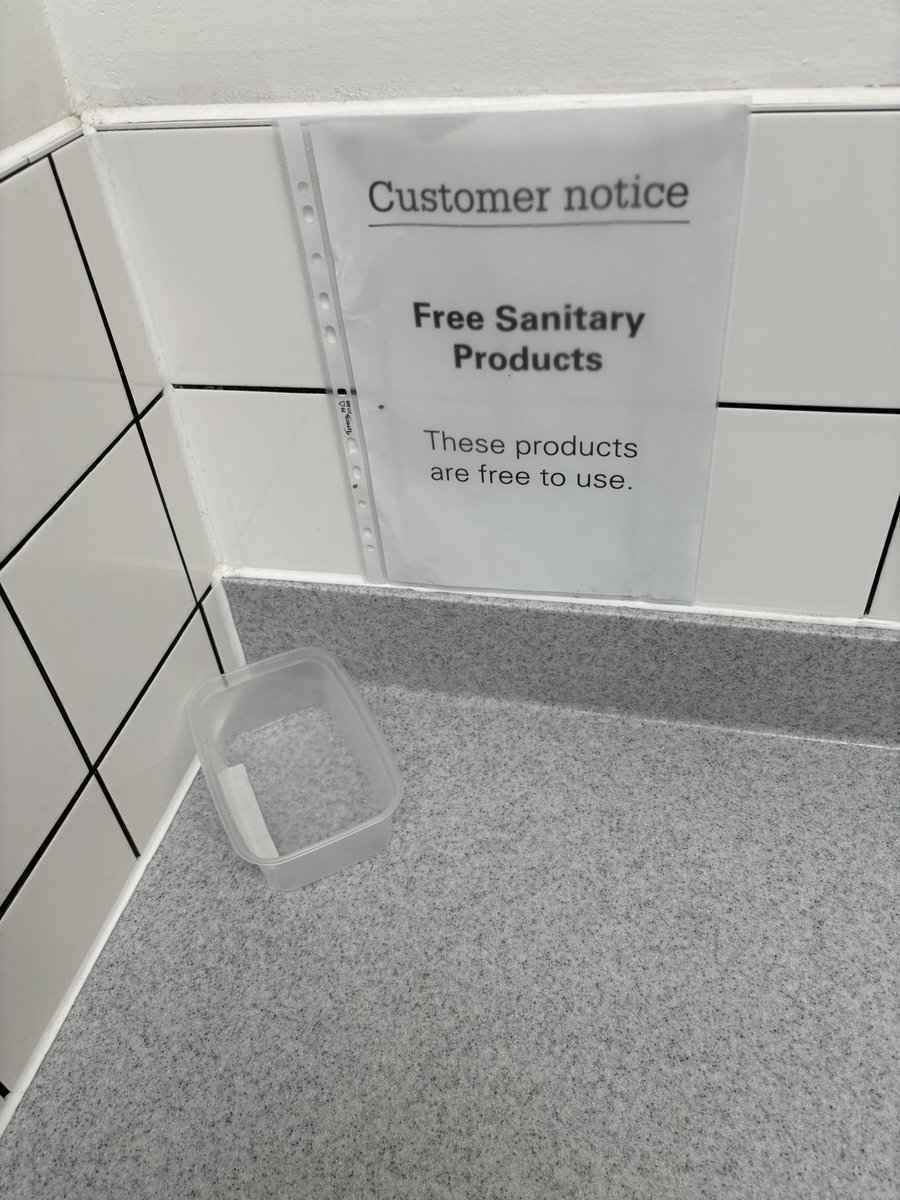 Customer notice
Free Sanitary
Products
These products
are free to use.